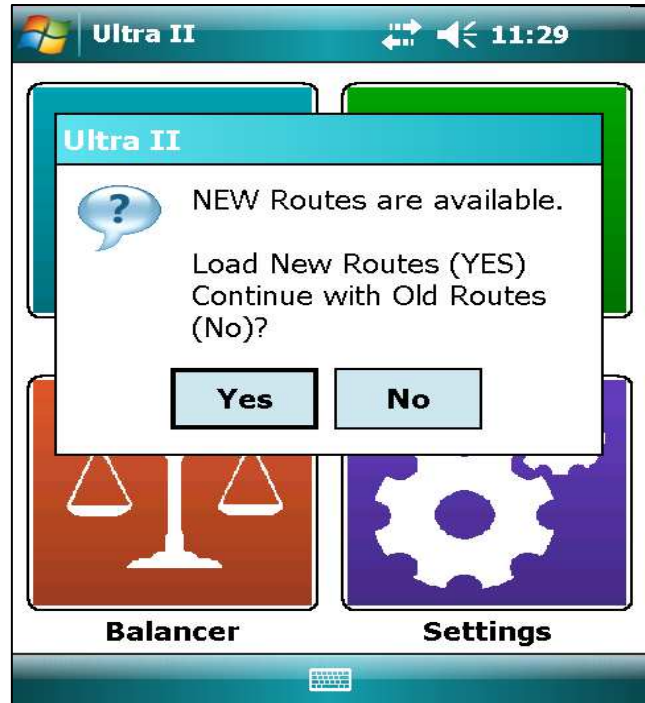 Ultra II 11:29
Ultra II
?
NEW Routes are available.
Load New Routes (YES)
Continue with Old Routes
(No)?
Yes No
Balancer Settings